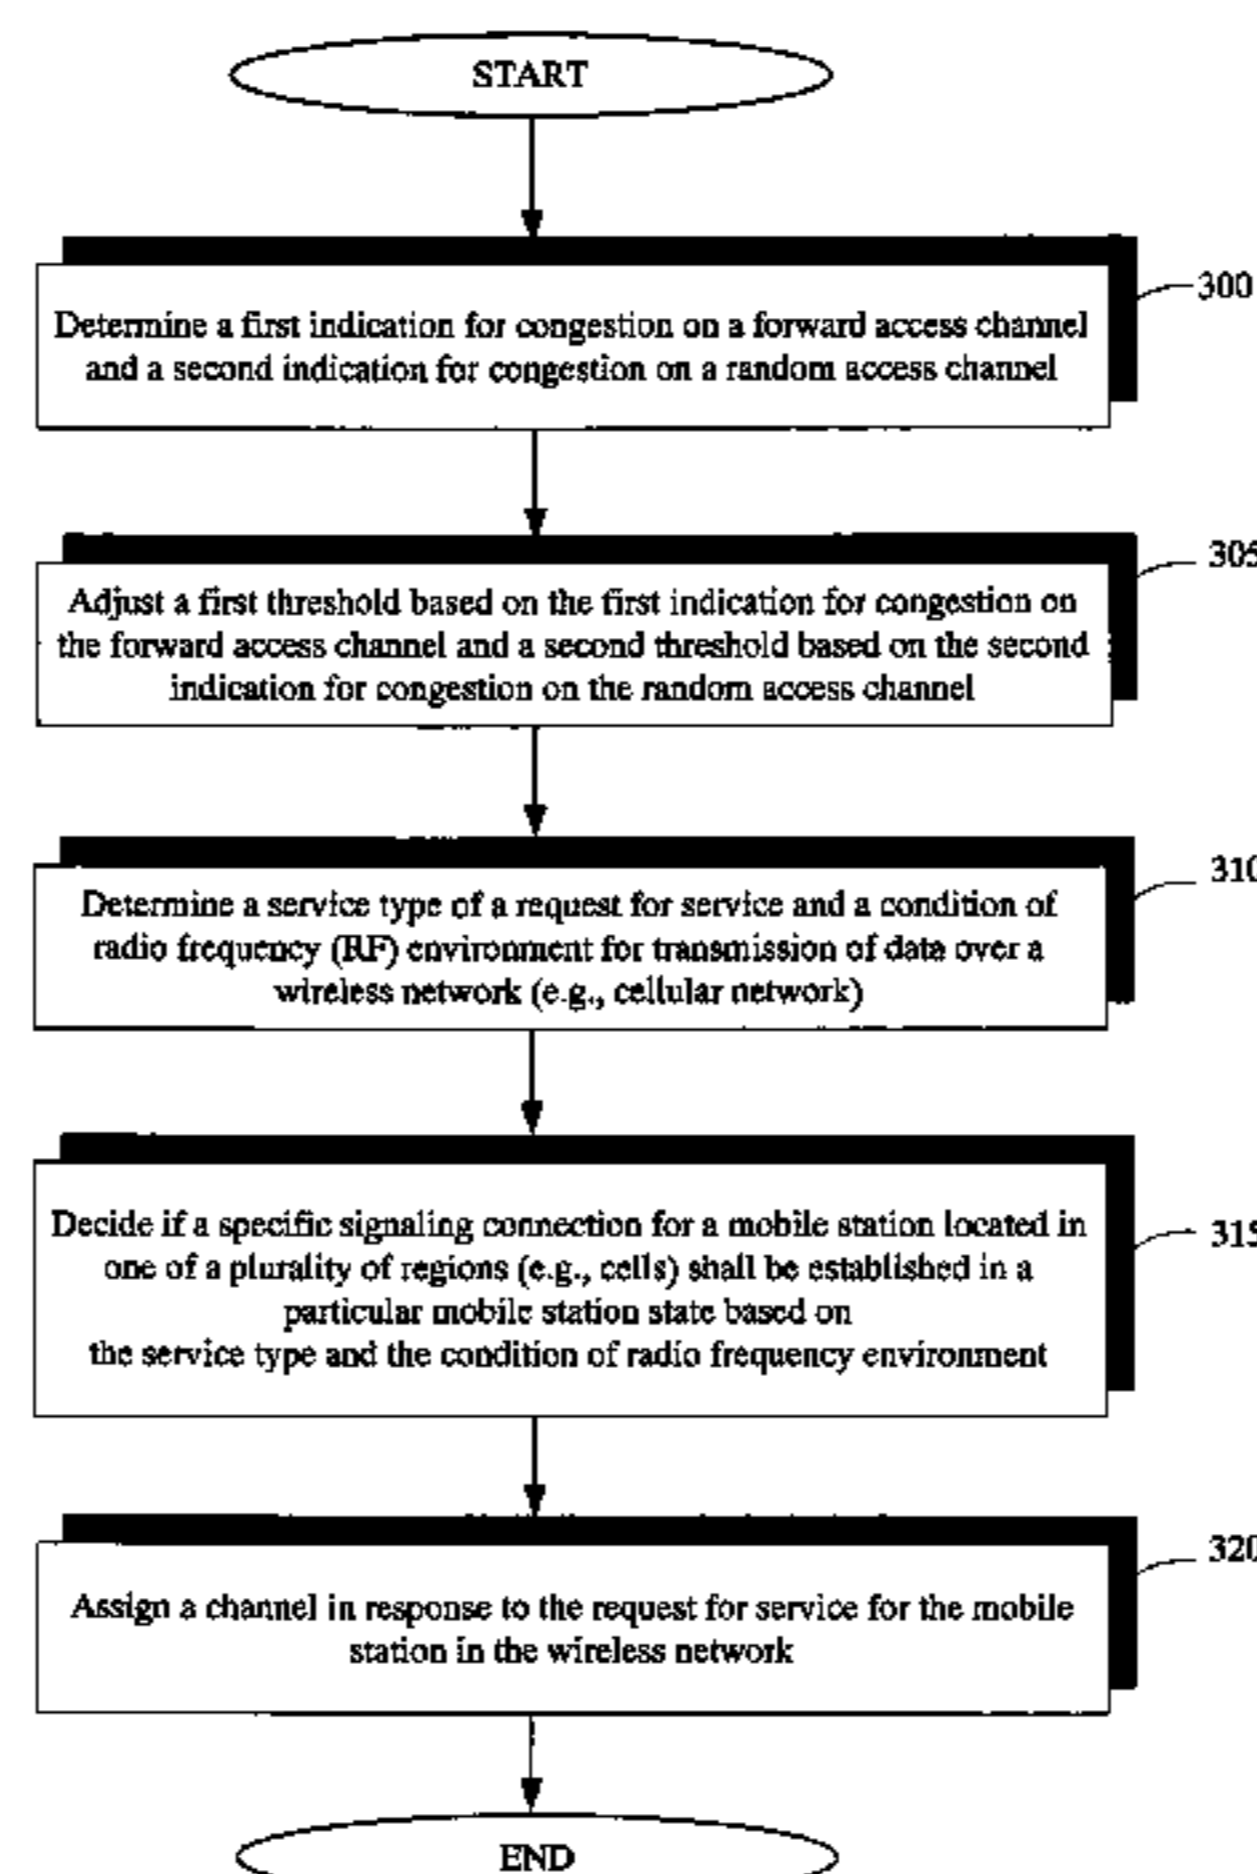 START
300
Determine a first indication for congestion on a forward access channel
and a second indication for congestion on a random access channel
305
Adjust a first threshold based on the first indication for congestion on
the forward access channel and a second threshold based on the second
indication for congestion on the random access channel
310
Determine a service type of a request for service and a condition of
radio frequency (RF) environment for transmission of data over a
wireless network (e.g., cellular network)
315
Decide if a specific signaling connection for a mobile station located in
one of a plurality of regions (e.g., cells) shall be established in a
particular mobile station state based on
the service type and the condition of radio frequency environment
320
Assign a channel in response to the request for service for the mobile
station in the wireless network
END